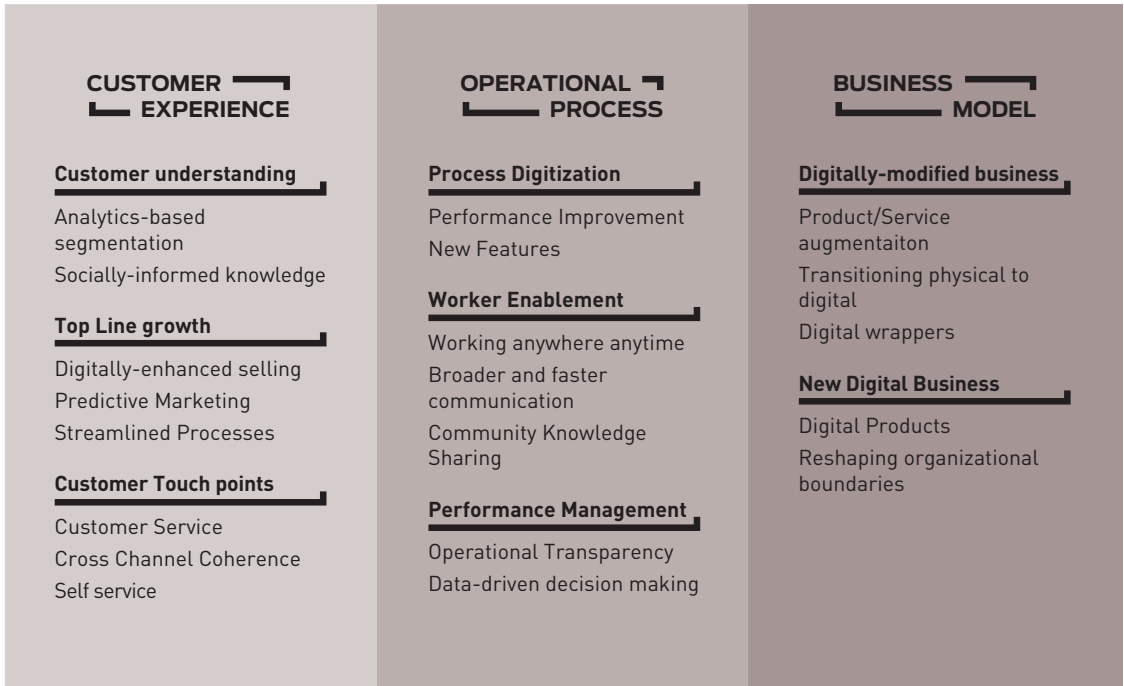 CUSTOMER
EXPERIENCE
Customer understanding
Analytics-based
segmentation
Socially-informed knowledge
Top Line growth
Digitally-enhanced selling
Predictive Marketing
Streamlined Processes
Customer Touch points
Customer Service
Cross Channel Coherence
Self service
OPERATIONAL
PROCESS
Process Digitization
Performance Improvement
New Features
Worker Enablement
Working anywhere anytime
Broader and faster
communication
Community Knowledge
Sharing
Performance Management
Operational Transparency
Data-driven decision making
BUSINESS
MODEL
Digitally-modified business
Product/Service
augmentaiton
Transitioning physical to
digital
Digital wrappers
New Digital Business
Digital Products
Reshaping organizational
boundaries